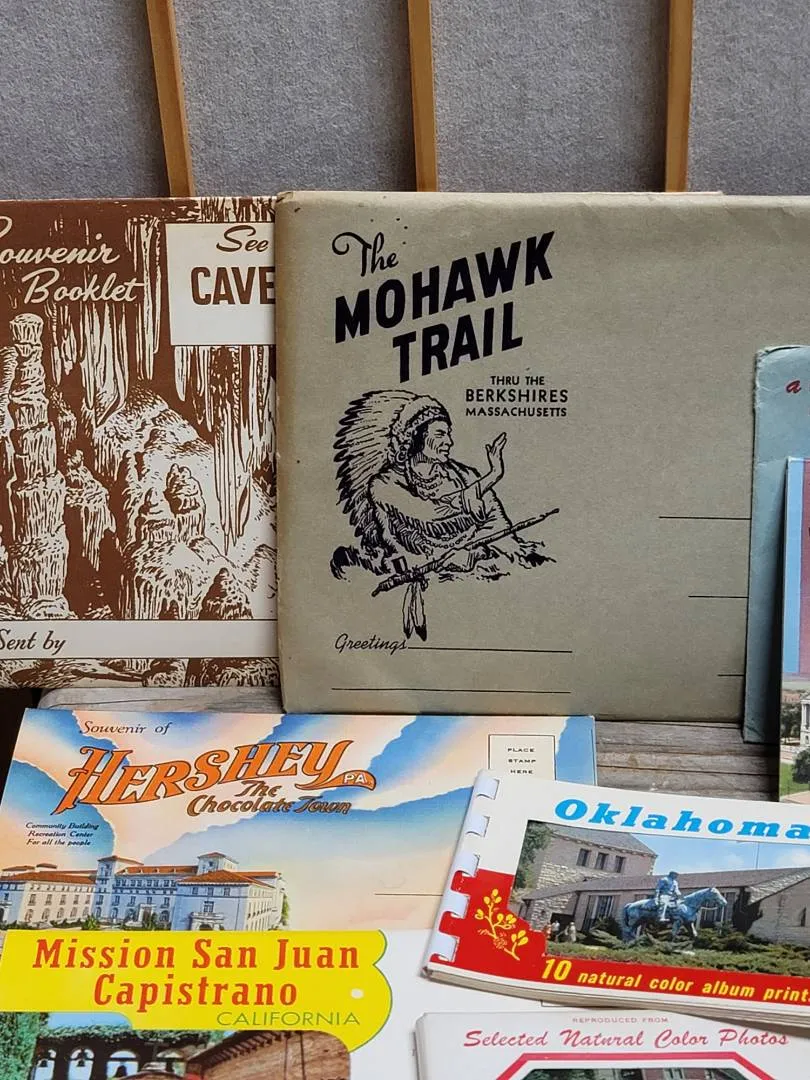 Souvenir
Booklet
See
CAVE
Sent by
The
MOHAWK
TRAIL
THRU THE
BERKSHIRES
MASSACHUSETTS
Greetings
a
Souvenir of
HERSHEY PA.
The
Chocolate Town
Community Building
Recreation Center
For all the people
PLACE
STAMP
HERE
Oklahoma
10 natural color album print
Mission San Juan
Capistrano
CALIFORNIA
REPRODUCED FROM
Selected Natural Color Photos